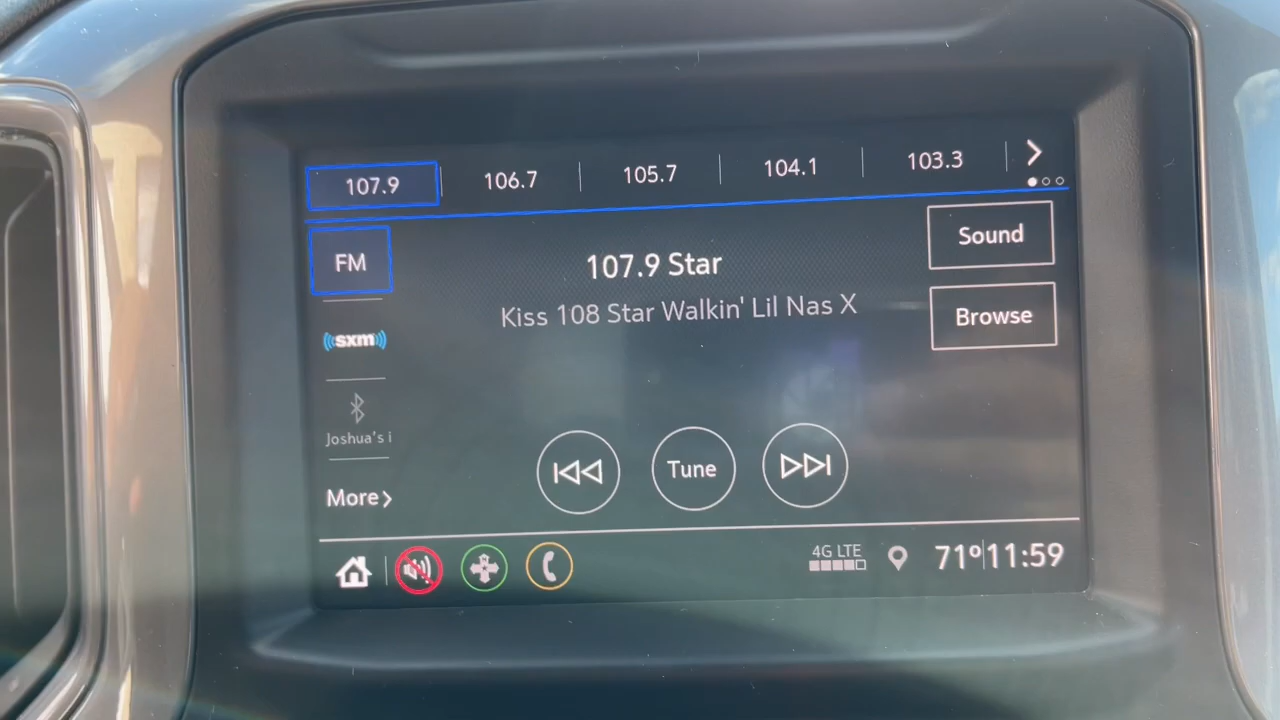 107.9 106.7 105.7 104.1 103.3
FM
107.9 Star
Kiss 108 Star Walkin' Lil Nas X
Sound
Browse
sxm
Joshua's i
More
Tune
4G LTE
71º 11:59